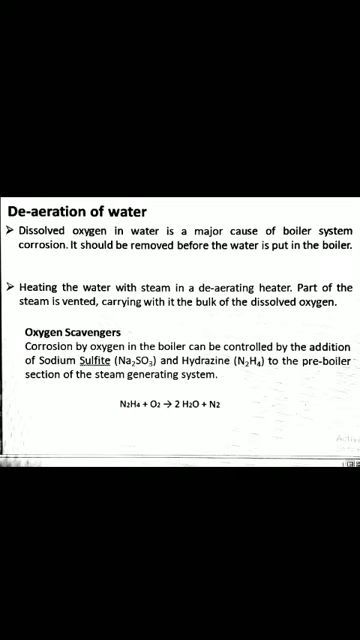 De-aeration of water
➢ Dissolved oxygen in water is a major cause of boiler system
corrosion. It should be removed before the water is put in the boiler.
➢ Heating the water with steam in a de-aerating heater. Part of the
steam is vented, carrying with it the bulk of the dissolved oxygen.
Oxygen Scavengers
Corrosion by oxygen in the boiler can be controlled by the addition
of Sodium Sulfite (Na₂SO₃) and Hydrazine (N₂H₄) to the pre-boiler
section of the steam generating system.
N₂H₄ + O₂ → 2 H₂O + N₂